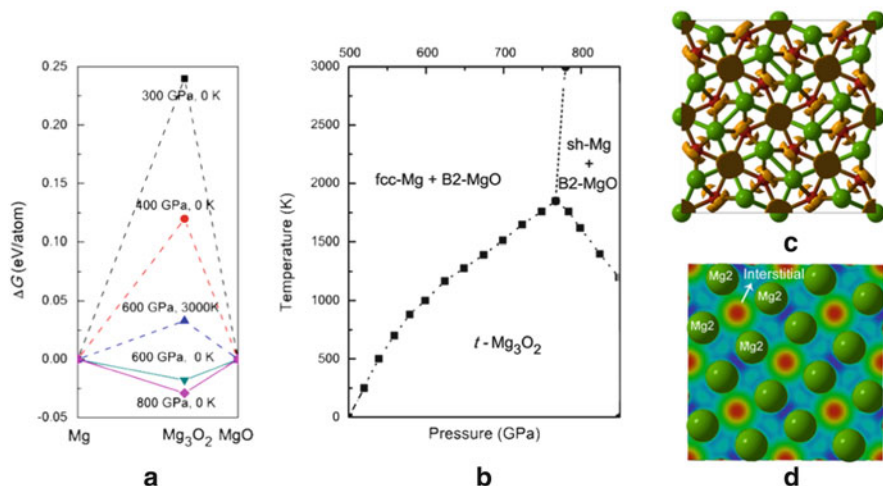 0.25
0.20
0.15
0.10
0.05
0.00
-0.05
ΔG (eV/atom)
300 GPa, 0 K
400 GPa, 0 K
600 GPa, 3000K
600 GPa, 0 K
800 GPa, 0 K
Mg
Mg₃O₂
MgO
a
500
600
700
800
3000
2500
2000
1500
1000
500
0
Temperature (K)
fcc-Mg + B2-MgO
sh-Mg
+
B2-MgO
t - Mg₃O₂
Pressure (GPa)
b
c
Mg2
Interstitial
Mg2
Mg2
Mg2
d